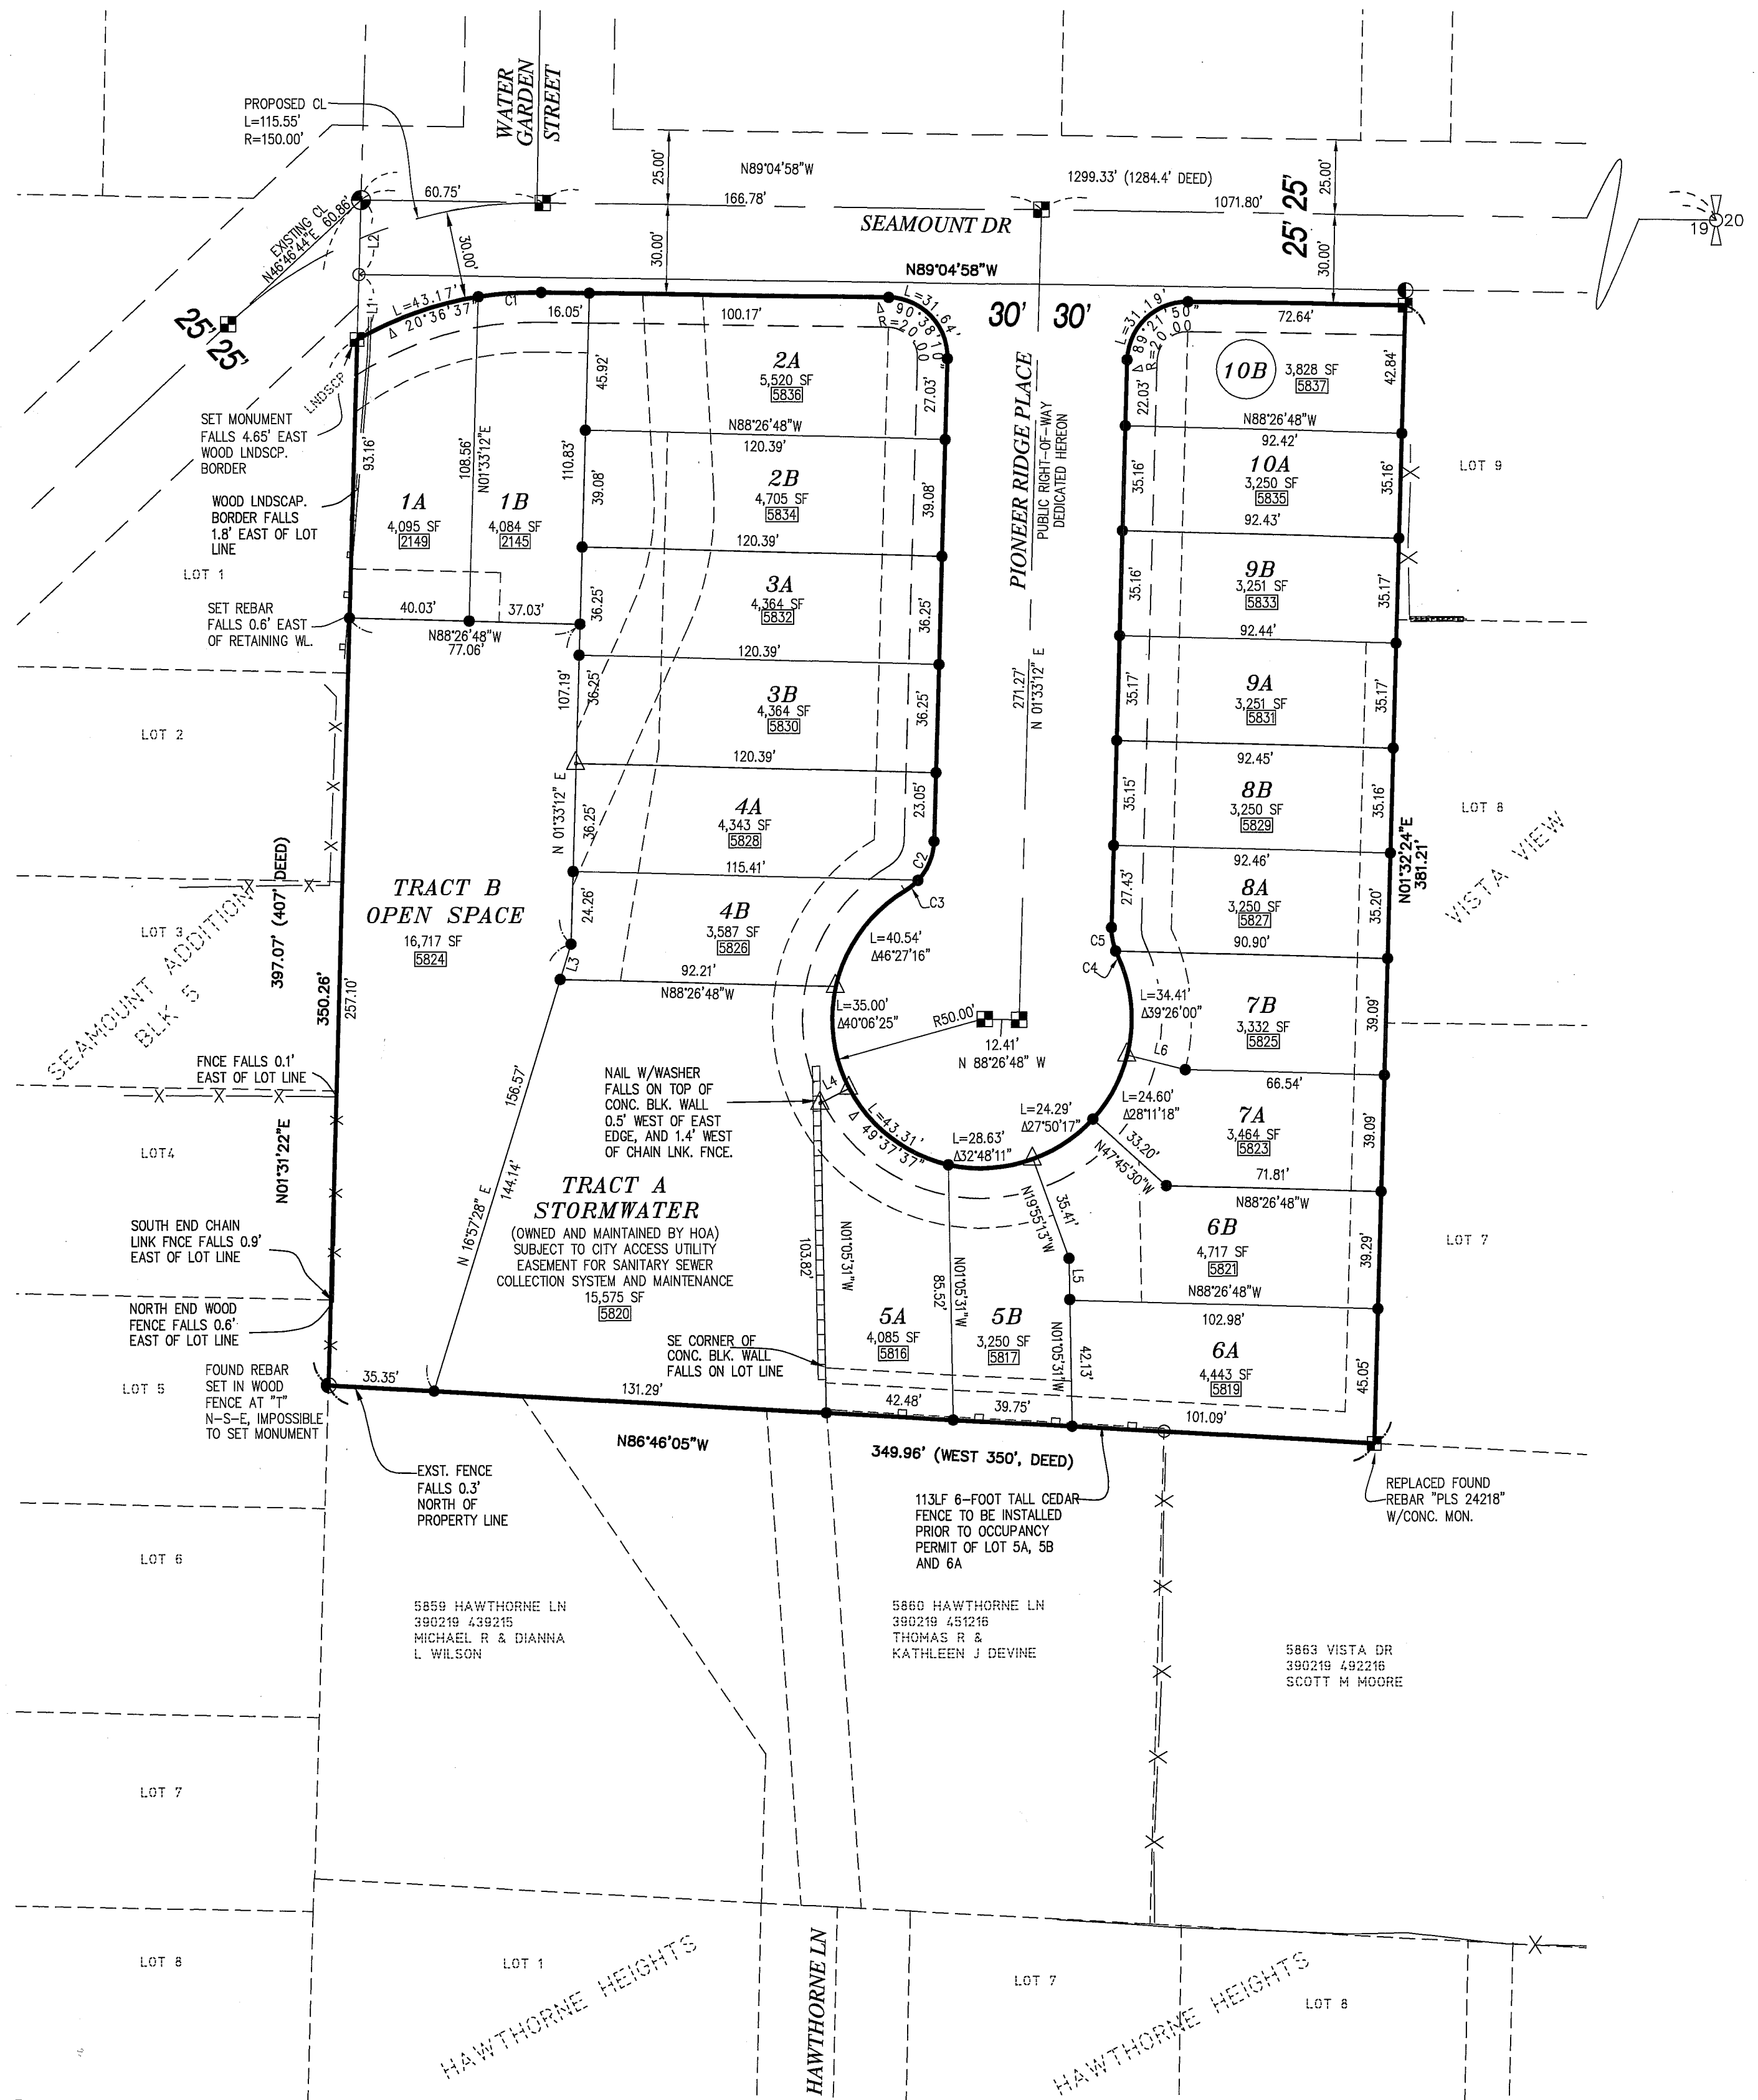 WATER
GARDEN
STREET
PROPOSED CL
L=115.55'
R=150.00'
60.75'
25.00'
N89°04'58"W
166.78'
1299.33' (1284.4' DEED)
1071.80'
25.00'
25' 25'
SEAMOUNT DR
19
20
EXISTING CL
N46°46'44"E 60.86'
L2
30.00'
30.00'
30.00'
N89°04'58"W
25' 25'
L1
L=43.17'
Δ 20°36'37"
C1
16.05'
100.17'
L=31.64'
Δ 90°38'10"
R=20.00
30' 30'
L=31.19'
Δ 89°21'50"
R=20.00
72.64'
LNDSCP
SET MONUMENT
FALLS 4.65' EAST
WOOD LNDSCP.
BORDER
93.16'
108.56'
N01°33'12"E
45.92'
2A
5,520 SF
5836
27.03'
22.03'
10B
3,828 SF
5837
42.84'
N88°26'48"W
120.39'
N88°26'48"W
92.42'
WOOD LNDSCAP.
BORDER FALLS
1.8' EAST OF LOT
LINE
1A
4,095 SF
2149
1B
4,084 SF
2145
110.83'
39.08'
2B
4,705 SF
5834
39.08'
PIONEER RIDGE PLACE
PUBLIC RIGHT-OF-WAY
DEDICATED HEREON
35.16'
10A
3,250 SF
5835
35.16'
LOT 9
120.39'
92.43'
LOT 1
SET REBAR
FALLS 0.6' EAST
OF RETAINING WL.
40.03'
37.03'
N88°26'48"W
77.06'
36.25'
3A
4,364 SF
5832
36.25'
35.16'
9B
3,251 SF
5833
35.17'
120.39'
92.44'
107.19'
36.25'
3B
4,364 SF
5830
36.25'
271.27'
N 01°33'12" E
35.17'
9A
3,251 SF
5831
35.17'
LOT 2
120.39'
92.45'
N 01°33'12" E
36.25'
4A
4,343 SF
5828
23.05'
C2
35.15'
8B
3,250 SF
5829
35.16'
LOT 8
VISTA VIEW
N01°32'24"E
381.21'
115.41'
92.46'
C3
TRACT B
OPEN SPACE
16,717 SF
5824
24.26'
4B
3,587 SF
5826
27.43'
8A
3,250 SF
5827
35.20'
C5
90.90'
C4
LOT 3
SEAMOUNT ADDITION
BLK 5
397.07' (407' DEED)
350.26'
257.10'
L3
92.21'
N88°26'48"W
L=40.54'
Δ46°27'16"
L=35.00'
Δ40°06'25"
R50.00'
12.41'
N 88°26'48" W
L=34.41'
Δ39°26'00"
L6
7B
3,332 SF
5825
39.09'
66.54'
FNCE FALLS 0.1'
EAST OF LOT LINE
156.57'
NAIL W/WASHER
FALLS ON TOP OF
CONC. BLK. WALL
0.5' WEST OF EAST
EDGE, AND 1.4' WEST
OF CHAIN LNK. FNCE.
L4
L=43.31'
Δ 49°37'37"
L=28.63'
Δ32°48'11"
L=24.29'
Δ27°50'17"
L=24.60'
Δ28°11'18"
33.20'
N47°45'30"W
7A
3,464 SF
5823
39.09'
71.81'
N88°26'48"W
LOT4
N01°31'22"E
144.14'
N 16°57'28" E
TRACT A
STORMWATER
(OWNED AND MAINTAINED BY HOA)
SUBJECT TO CITY ACCESS UTILITY
EASEMENT FOR SANITARY SEWER
COLLECTION SYSTEM AND MAINTENANCE
15,575 SF
5820
103.82'
N01°05'31"W
N01°05'31"W
85.52'
35.41'
N19°55'13"W
L5
6B
4,717 SF
5821
39.29'
LOT 7
N88°26'48"W
102.98'
SOUTH END CHAIN
LINK FNCE FALLS 0.9'
EAST OF LOT LINE
NORTH END WOOD
FENCE FALLS 0.6'
EAST OF LOT LINE
5A
4,085 SF
5816
5B
3,250 SF
5817
N01°05'31"W
42.13'
6A
4,443 SF
5819
45.05'
SE CORNER OF
CONC. BLK. WALL
FALLS ON LOT LINE
LOT 5
FOUND REBAR
SET IN WOOD
FENCE AT "T"
N-S-E, IMPOSSIBLE
TO SET MONUMENT
35.35'
131.29'
42.48'
39.75'
101.09'
N86°46'05"W
349.96' (WEST 350', DEED)
EXST. FENCE
FALLS 0.3'
NORTH OF
PROPERTY LINE
113LF 6-FOOT TALL CEDAR
FENCE TO BE INSTALLED
PRIOR TO OCCUPANCY
PERMIT OF LOT 5A, 5B
AND 6A
REPLACED FOUND
REBAR "PLS 24218"
W/CONC. MON.
LOT 6
5859 HAWTHORNE LN
390219 439215
MICHAEL R & DIANNA
L WILSON
5860 HAWTHORNE LN
390219 451216
THOMAS R &
KATHLEEN J DEVINE
5863 VISTA DR
390219 492216
SCOTT M MOORE
LOT 7
LOT 8
LOT 1
HAWTHORNE HEIGHTS
HAWTHORNE LN
LOT 7
HAWTHORNE HEIGHTS
LOT 8